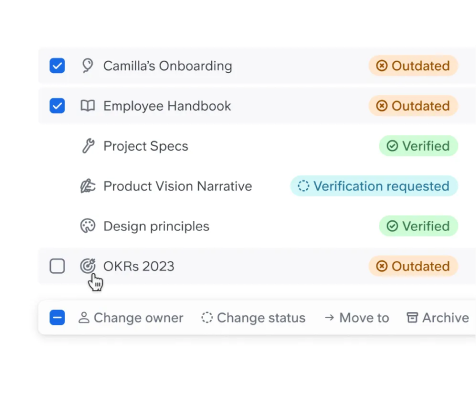 Camilla's Onboarding Outdated
Employee Handbook Outdated
Project Specs Verified
Product Vision Narrative Verification requested
Design principles Verified
OKRs 2023 Outdated
Change owner Change status Move to Archive